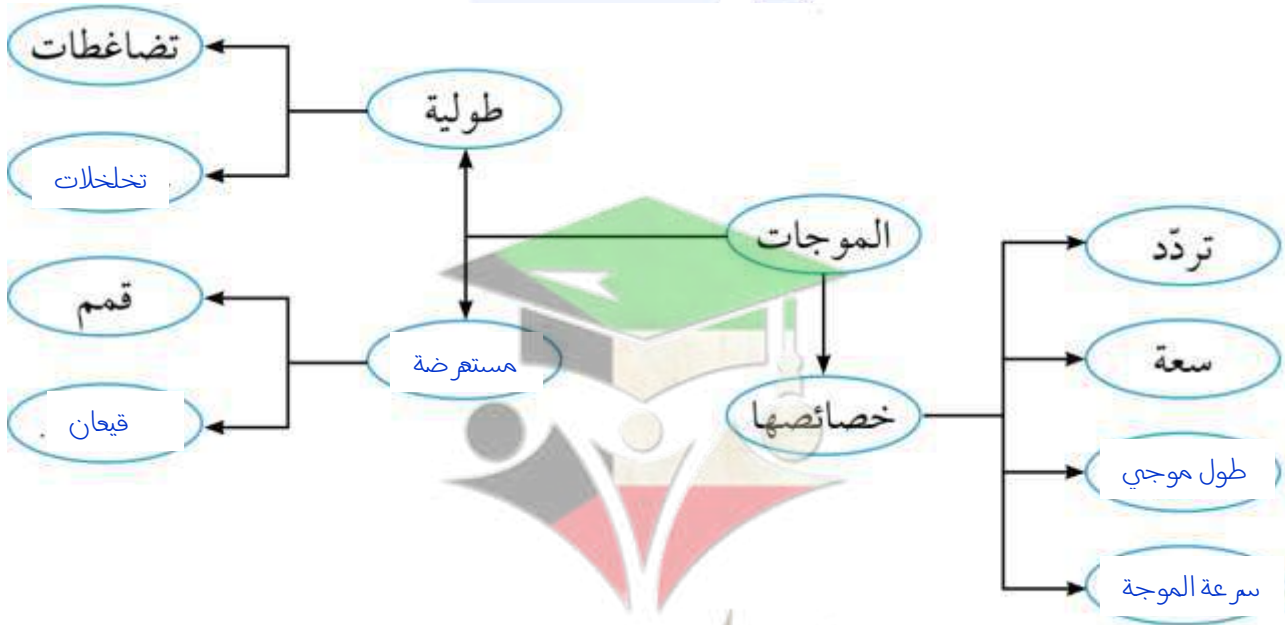 الموجات
طولية
تضاغطات
تخلخلات
مستعرضة
قمم
قيعان
خصائصها
تردّد
سعة
طول موجي
سرعة الموجة